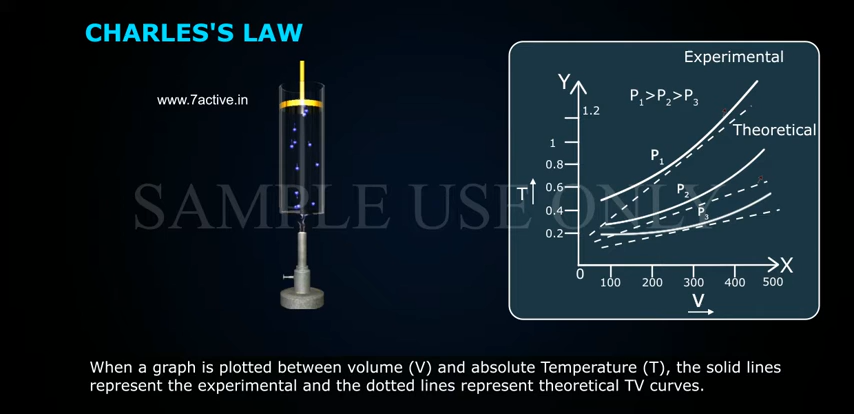 CHARLES'S LAW
www.7active.in
Experimental
Y
P1>P2>P3
1.2
Theoretical
1
P1
0.8
T
0.6
P2
0.4
P3
0.2
X
0
100
200
300
400
500
V
SAMPLE USE ONLY
When a graph is plotted between volume (V) and absolute Temperature (T), the solid lines
represent the experimental and the dotted lines represent theoretical TV curves.